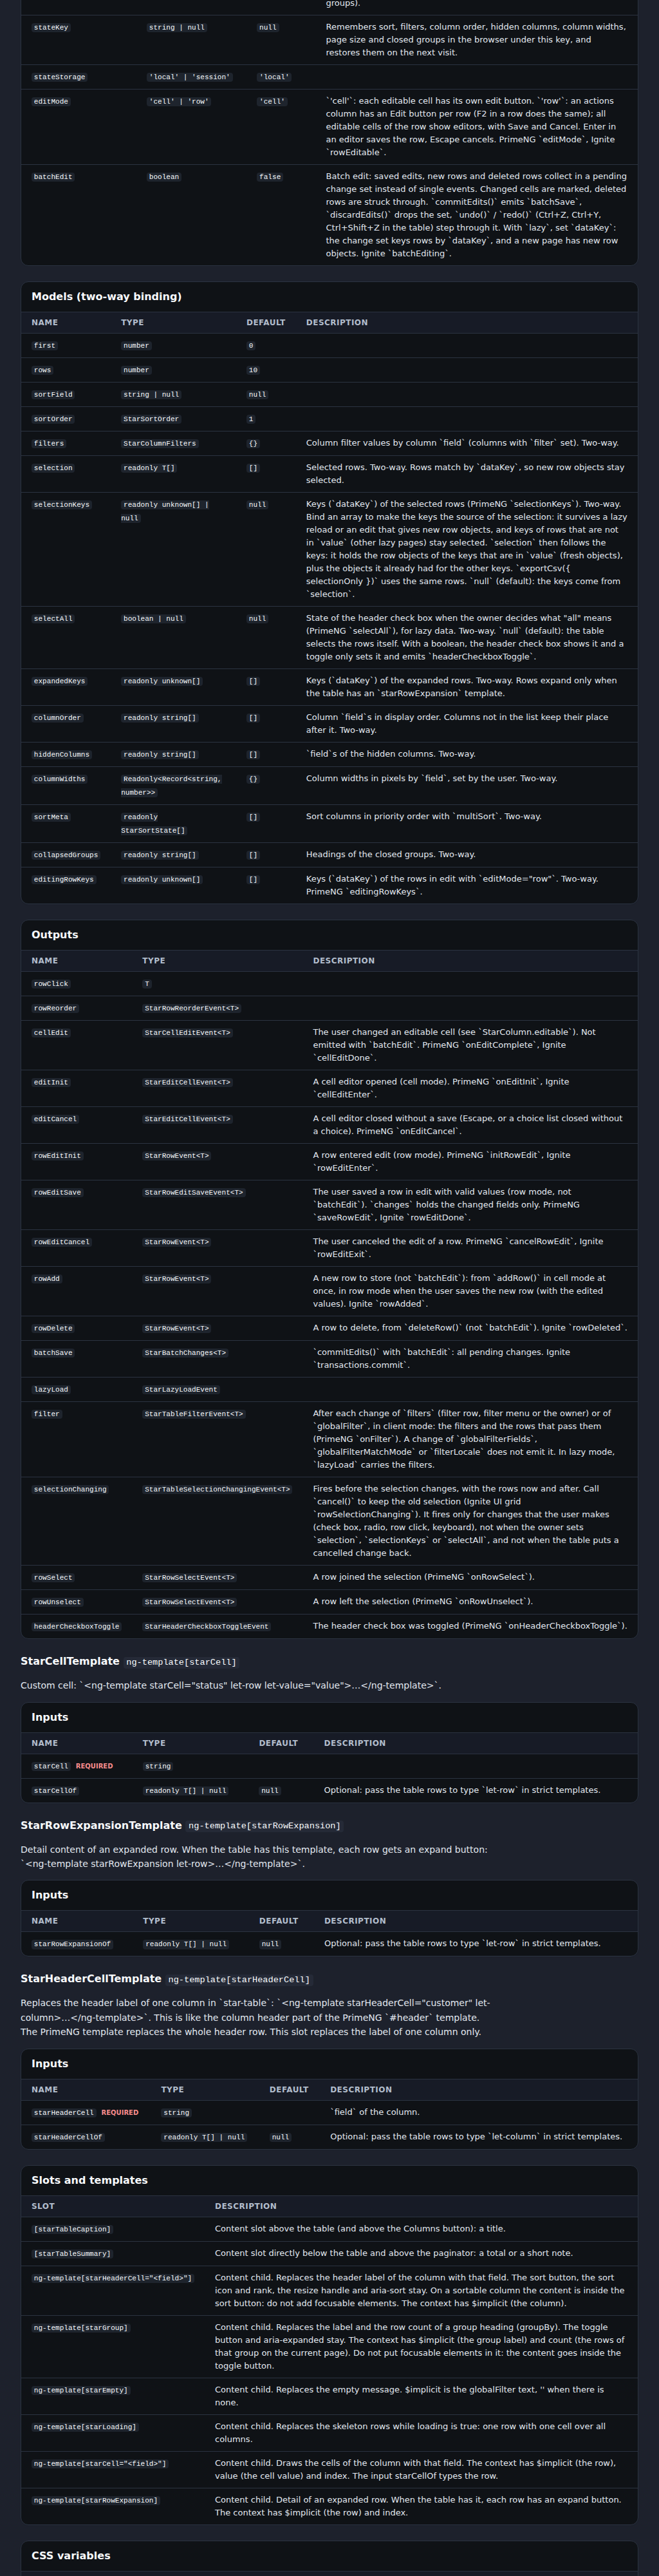 groups).
stateKey string | null null Remembers sort, filters, column order, hidden columns, column widths,
page size and closed groups in the browser under this key, and
restores them on the next visit.
stateStorage 'local' | 'session' 'local'
editMode 'cell' | 'row' 'cell' `'cell'`: each editable cell has its own edit button. `'row'`: an actions
column has an Edit button per row (F2 in a row does the same); all
editable cells of the row show editors, with Save and Cancel. Enter in
an editor saves the row, Escape cancels. PrimeNG `editMode`, Ignite
`rowEditable`.
batchEdit boolean false Batch edit: saved edits, new rows and deleted rows collect in a pending
change set instead of single events. Changed cells are marked, deleted
rows are struck through. `commitEdits()` emits `batchSave`,
`discardEdits()` drops the set, `undo()` / `redo()` (Ctrl+Z, Ctrl+Y,
Ctrl+Shift+Z in the table) step through it. With `lazy`, set `dataKey`:
the change set keys rows by `dataKey`, and a new page has new row
objects. Ignite `batchEditing`.
Models (two-way binding)
NAME TYPE DEFAULT DESCRIPTION
first number 0
rows number 10
sortField string | null null
sortOrder StarSortOrder 1
filters StarColumnFilters {} Column filter values by column `field` (columns with `filter` set). Two-way.
selection readonly T[] [] Selected rows. Two-way. Rows match by `dataKey`, so new row objects stay
selected.
selectionKeys readonly unknown[] | null Keys (`dataKey`) of the selected rows (PrimeNG `selectionKeys`). Two-way.
null Bind an array to make the keys the source of the selection: it survives a lazy
reload or an edit that gives new row objects, and keys of rows that are not
in `value` (other lazy pages) stay selected. `selection` then follows the
keys: it holds the row objects of the keys that are in `value` (fresh objects),
plus the objects it already had for the other keys. `exportCsv({
selectionOnly })` uses the same rows. `null` (default): the keys come from
`selection`.
selectAll boolean | null null State of the header check box when the owner decides what "all" means
(PrimeNG `selectAll`), for lazy data. Two-way. `null` (default): the table
selects the rows itself. With a boolean, the header check box shows it and a
toggle only sets it and emits `headerCheckboxToggle`.
expandedKeys readonly unknown[] [] Keys (`dataKey`) of the expanded rows. Two-way. Rows expand only when
the table has an `starRowExpansion` template.
columnOrder readonly string[] [] Column `field`s in display order. Columns not in the list keep their place
after it. Two-way.
hiddenColumns readonly string[] [] `field`s of the hidden columns. Two-way.
columnWidths Readonly<Record<string, {} Column widths in pixels by `field`, set by the user. Two-way.
number>>
sortMeta readonly [] Sort columns in priority order with `multiSort`. Two-way.
StarSortState[]
collapsedGroups readonly string[] [] Headings of the closed groups. Two-way.
editingRowKeys readonly unknown[] [] Keys (`dataKey`) of the rows in edit with `editMode="row"`. Two-way.
PrimeNG `editingRowKeys`.
Outputs
NAME TYPE DESCRIPTION
rowClick T
rowReorder StarRowReorderEvent<T>
cellEdit StarCellEditEvent<T> The user changed an editable cell (see `StarColumn.editable`). Not
emitted with `batchEdit`. PrimeNG `onEditComplete`, Ignite
`cellEditDone`.
editInit StarEditCellEvent<T> A cell editor opened (cell mode). PrimeNG `onEditInit`, Ignite
`cellEditEnter`.
editCancel StarEditCellEvent<T> A cell editor closed without a save (Escape, or a choice list closed without
a choice). PrimeNG `onEditCancel`.
rowEditInit StarRowEvent<T> A row entered edit (row mode). PrimeNG `initRowEdit`, Ignite
`rowEditEnter`.
rowEditSave StarRowEditSaveEvent<T> The user saved a row in edit with valid values (row mode, not
`batchEdit`). `changes` holds the changed fields only. PrimeNG
`saveRowEdit`, Ignite `rowEditDone`.
rowEditCancel StarRowEvent<T> The user canceled the edit of a row. PrimeNG `cancelRowEdit`, Ignite
`rowEditExit`.
rowAdd StarRowEvent<T> A new row to store (not `batchEdit`): from `addRow()` in cell mode at
once, in row mode when the user saves the new row (with the edited
values). Ignite `rowAdded`.
rowDelete StarRowEvent<T> A row to delete, from `deleteRow()` (not `batchEdit`). Ignite `rowDeleted`.
batchSave StarBatchChanges<T> `commitEdits()` with `batchEdit`: all pending changes. Ignite
`transactions.commit`.
lazyLoad StarLazyLoadEvent
filter StarTableFilterEvent<T> After each change of `filters` (filter row, filter menu or the owner) or of
`globalFilter`, in client mode: the filters and the rows that pass them
(PrimeNG `onFilter`). A change of `globalFilterFields`,
`globalFilterMatchMode` or `filterLocale` does not emit it. In lazy mode,
`lazyLoad` carries the filters.
selectionChanging StarTableSelectionChangingEvent<T> Fires before the selection changes, with the rows now and after. Call
`cancel()` to keep the old selection (Ignite UI grid
`rowSelectionChanging`). It fires only for changes that the user makes
(check box, radio, row click, keyboard), not when the owner sets
`selection`, `selectionKeys` or `selectAll`, and not when the table puts a
cancelled change back.
rowSelect StarRowSelectEvent<T> A row joined the selection (PrimeNG `onRowSelect`).
rowUnselect StarRowSelectEvent<T> A row left the selection (PrimeNG `onRowUnselect`).
headerCheckboxToggle StarHeaderCheckboxToggleEvent The header check box was toggled (PrimeNG `onHeaderCheckboxToggle`).
StarCellTemplate ng-template[starCell]
Custom cell: `<ng-template starCell="status" let-row let-value="value">…</ng-template>`.
Inputs
NAME TYPE DEFAULT DESCRIPTION
starCell REQUIRED string
starCellOf readonly T[] | null null Optional: pass the table rows to type `let-row` in strict templates.
StarRowExpansionTemplate ng-template[starRowExpansion]
Detail content of an expanded row. When the table has this template, each row gets an expand button:
`<ng-template starRowExpansion let-row>…</ng-template>`.
Inputs
NAME TYPE DEFAULT DESCRIPTION
starRowExpansionOf readonly T[] | null null Optional: pass the table rows to type `let-row` in strict templates.
StarHeaderCellTemplate ng-template[starHeaderCell]
Replaces the header label of one column in `star-table`: `<ng-template starHeaderCell="customer" let-
column>…</ng-template>`. This is like the column header part of the PrimeNG `#header` template.
The PrimeNG template replaces the whole header row. This slot replaces the label of one column only.
Inputs
NAME TYPE DEFAULT DESCRIPTION
starHeaderCell REQUIRED string `field` of the column.
starHeaderCellOf readonly T[] | null null Optional: pass the table rows to type `let-column` in strict templates.
Slots and templates
SLOT DESCRIPTION
[starTableCaption] Content slot above the table (and above the Columns button): a title.
[starTableSummary] Content slot directly below the table and above the paginator: a total or a short note.
ng-template[starHeaderCell="<field>"] Content child. Replaces the header label of the column with that field. The sort button, the sort
icon and rank, the resize handle and aria-sort stay. On a sortable column the content is inside the
sort button: do not add focusable elements. The context has $implicit (the column).
ng-template[starGroup] Content child. Replaces the label and the row count of a group heading (groupBy). The toggle
button and aria-expanded stay. The context has $implicit (the group label) and count (the rows of
that group on the current page). Do not put focusable elements in it: the content goes inside the
toggle button.
ng-template[starEmpty] Content child. Replaces the empty message. $implicit is the globalFilter text, '' when there is
none.
ng-template[starLoading] Content child. Replaces the skeleton rows while loading is true: one row with one cell over all
columns.
ng-template[starCell="<field>"] Content child. Draws the cells of the column with that field. The context has $implicit (the row),
value (the cell value) and index. The input starCellOf types the row.
ng-template[starRowExpansion] Content child. Detail of an expanded row. When the table has it, each row has an expand button.
The context has $implicit (the row) and index.
CSS variables